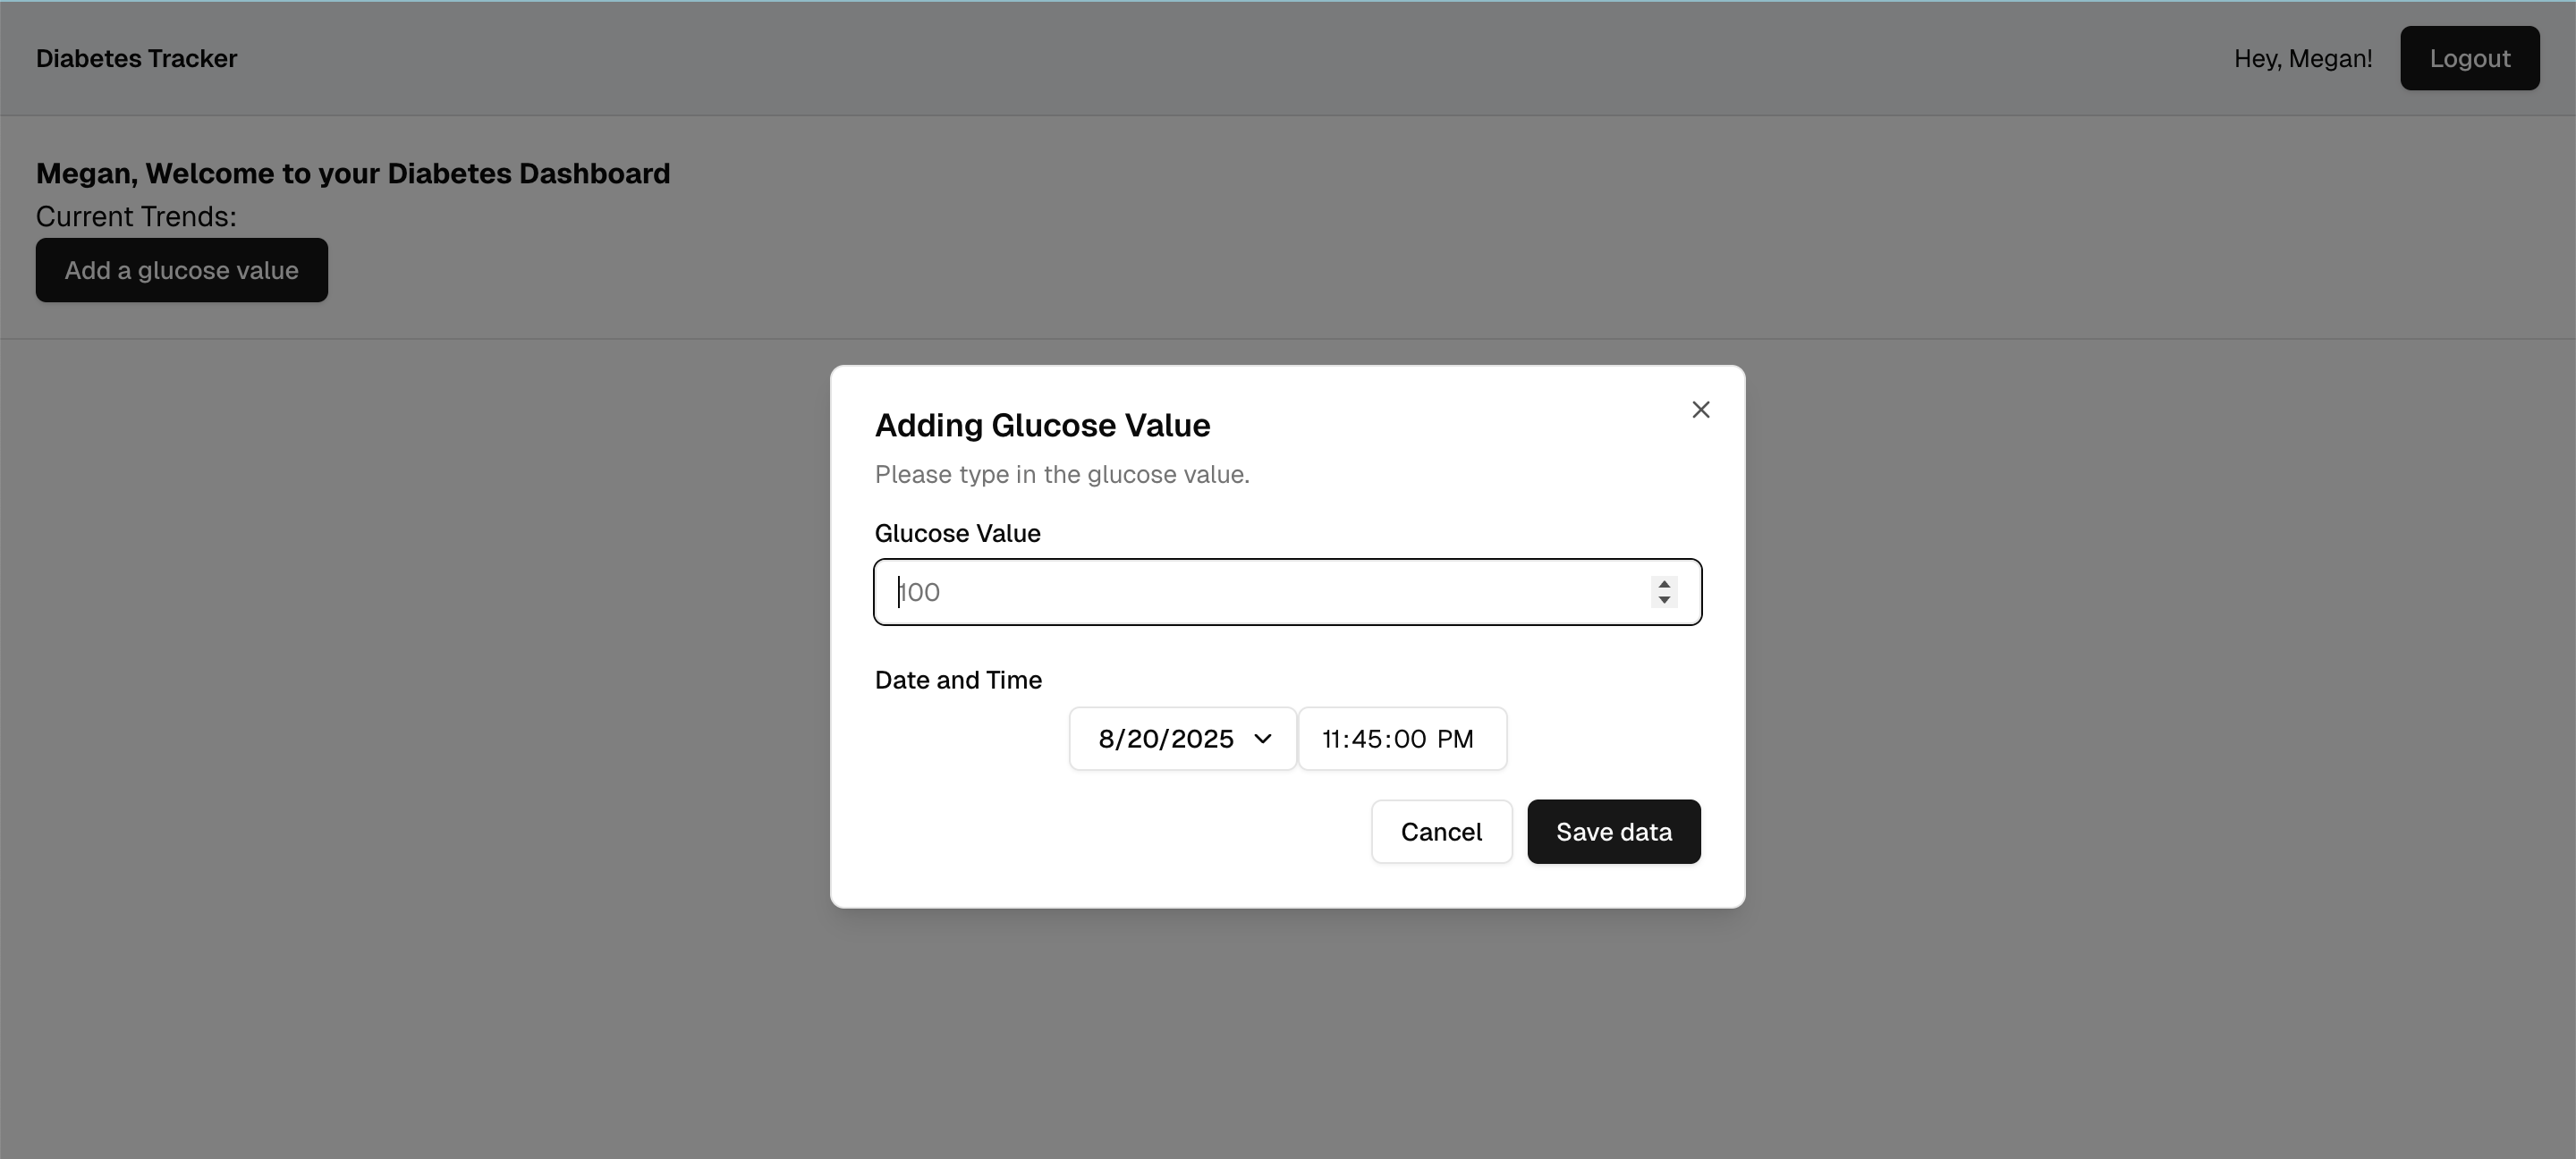 Diabetes Tracker
Hey, Megan!
Logout
Megan, Welcome to your Diabetes Dashboard
Current Trends:
Add a glucose value
Adding Glucose Value
Please type in the glucose value.
Glucose Value
100
Date and Time
8/20/2025
11:45:00 PM
Cancel
Save data